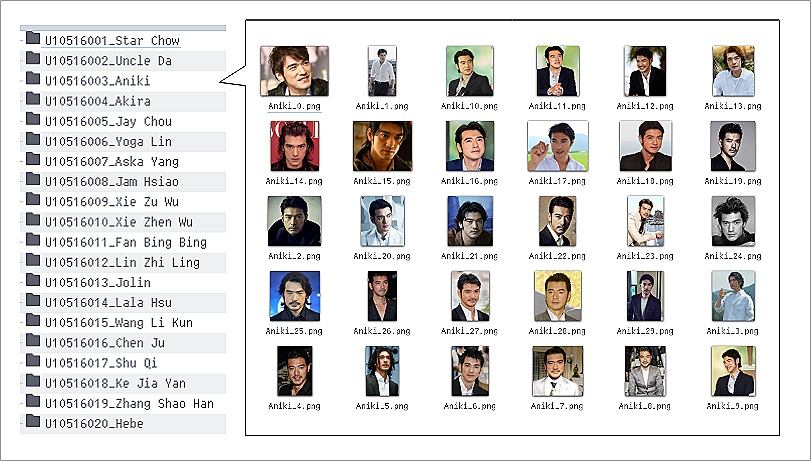 U10516001_Star Chow
U10516002_Uncle Da
U10516003_Aniki
U10516004_Akira
U10516005_Jay Chou
U10516006_Yoga Lin
U10516007_Aska Yang
U10516008_Jam Hsiao
U10516009_Xie Zu Wu
U10516010_Xie Zhen Wu
U10516011_Fan Bing Bing
U10516012_Lin Zhi Ling
U10516013_Jolin
U10516014_Lala Hsu
U10516015_Wang Li Kun
U10516016_Chen Ju
U10516017_Shu Qi
U10516018_Ke Jia Yan
U10516019_Zhang Shao Han
U10516020_Hebe
Aniki_0.png Aniki_1.png Aniki_10.png Aniki_11.png Aniki_12.png Aniki_13.png
Aniki_14.png Aniki_15.png Aniki_16.png Aniki_17.png Aniki_18.png Aniki_19.png
Aniki_2.png Aniki_20.png Aniki_21.png Aniki_22.png Aniki_23.png Aniki_24.png
Aniki_25.png Aniki_26.png Aniki_27.png Aniki_28.png Aniki_29.png Aniki_3.png
Aniki_4.png Aniki_5.png Aniki_6.png Aniki_7.png Aniki_8.png Aniki_9.png